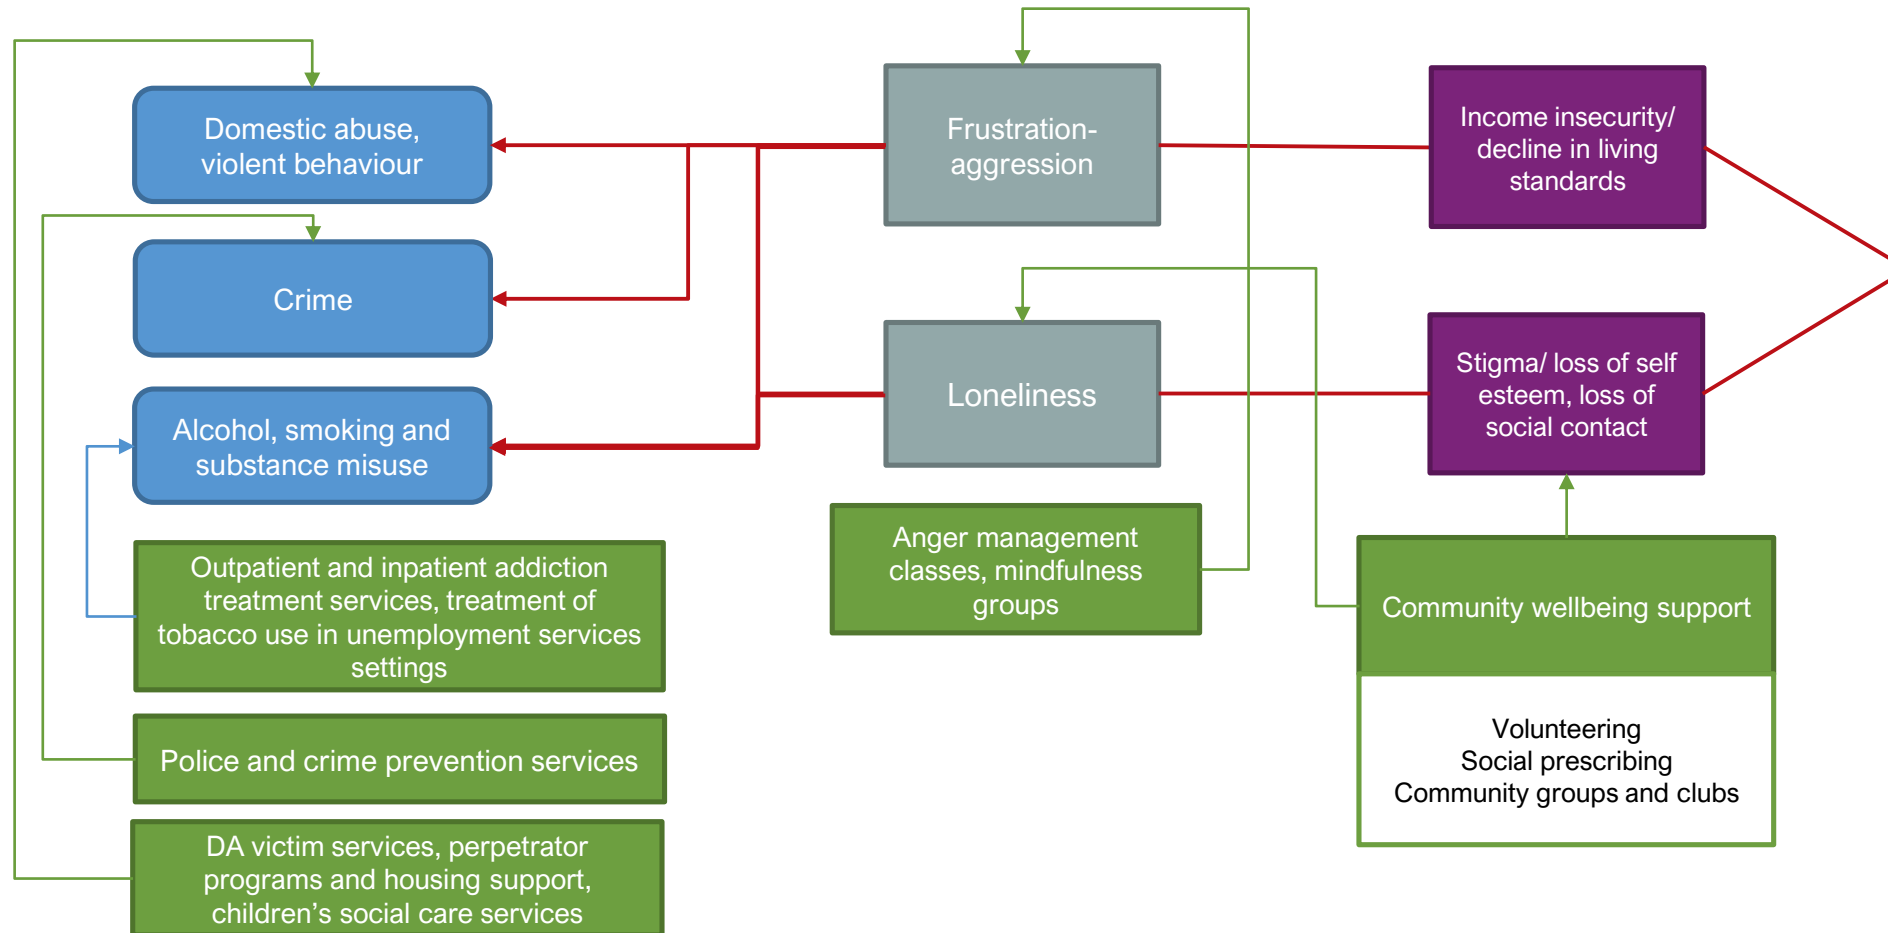 Domestic abuse,
violent behaviour
Frustration-
aggression
Income insecurity/
decline in living
standards
Crime
Loneliness
Stigma/ loss of self
esteem, loss of
social contact
Alcohol, smoking and
substance misuse
Outpatient and inpatient addiction
treatment services, treatment of
tobacco use in unemployment services
settings
Anger management
classes, mindfulness
groups
Community wellbeing support
Volunteering
Social prescribing
Community groups and clubs
Police and crime prevention services
DA victim services, perpetrator
programs and housing support,
children’s social care services